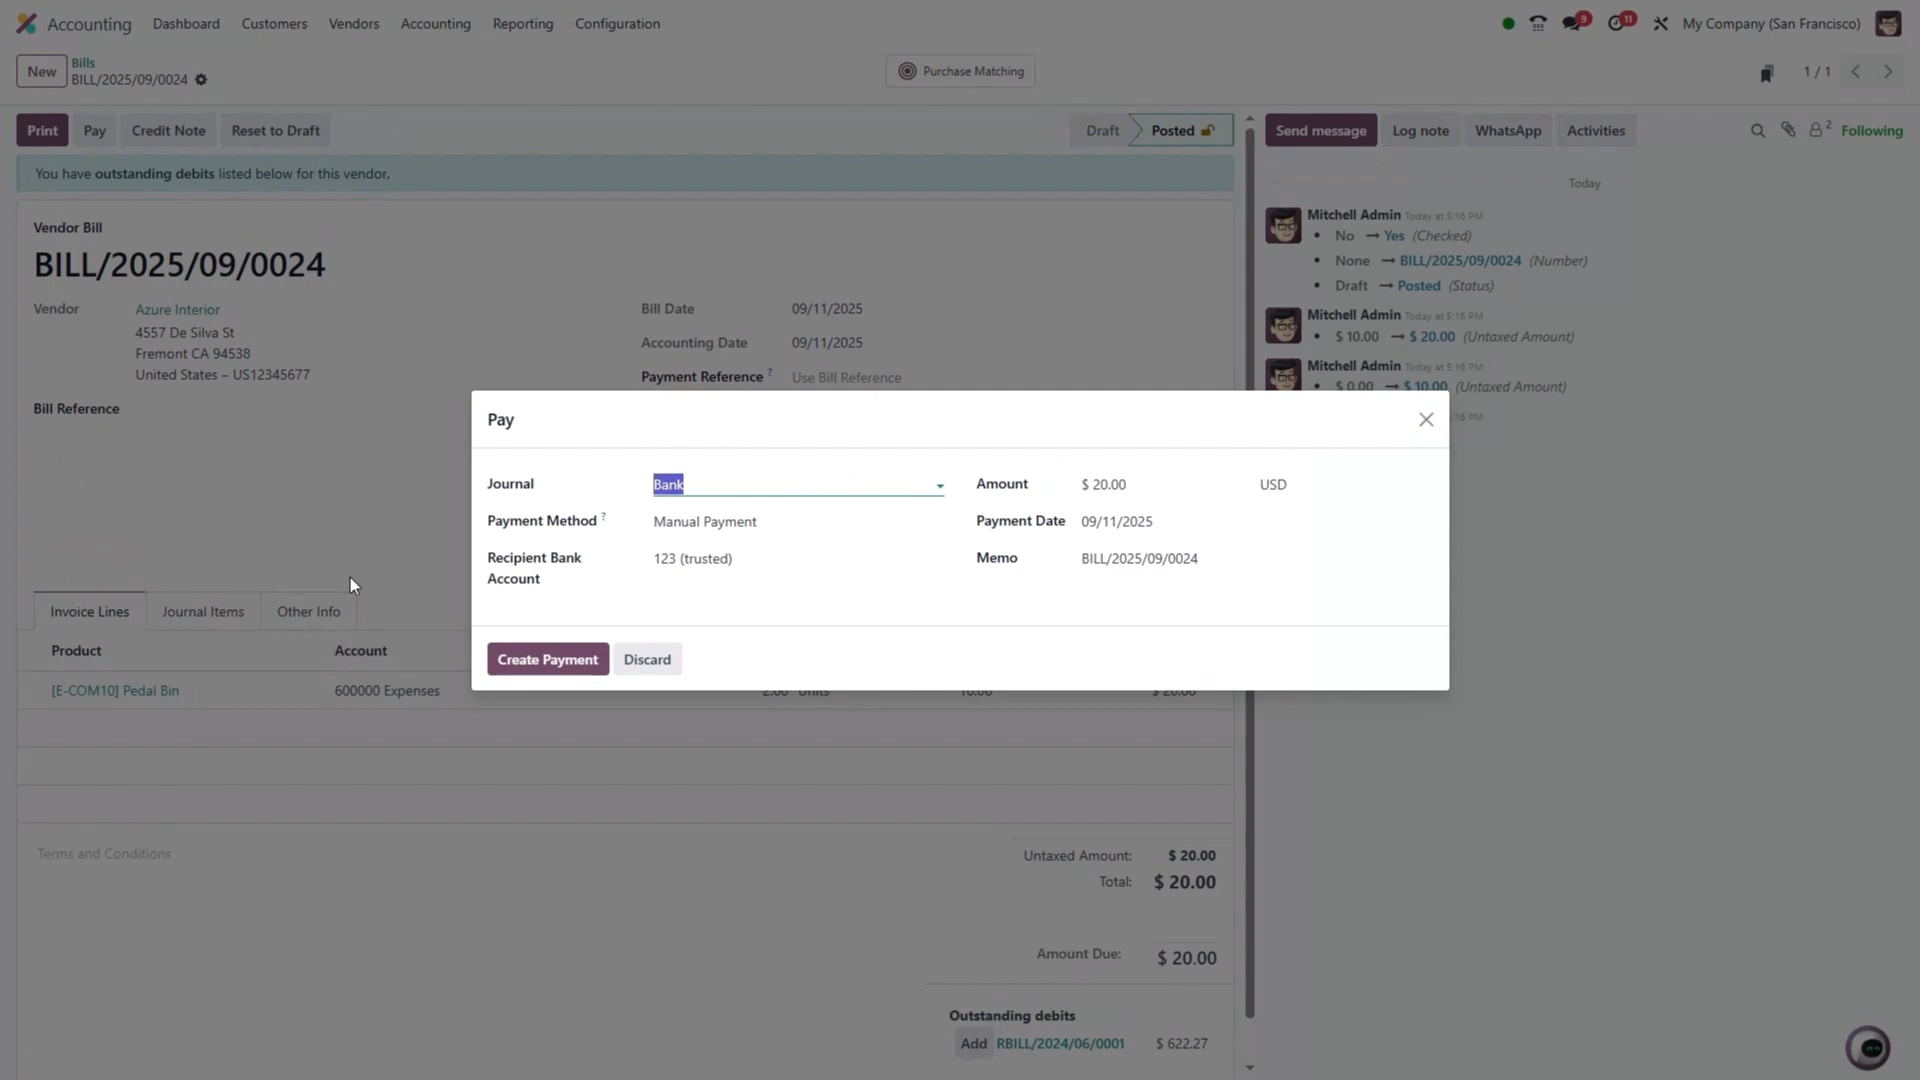 Accounting Dashboard Customers Vendors Accounting Reporting Configuration 9 11 My Company (San Francisco)
New Bills
BILL/2025/09/0024 Purchase Matching 1 / 1
Print Pay Credit Note Reset to Draft Draft Posted Send message Log note WhatsApp Activities 2 Following
You have outstanding debits listed below for this vendor.
Today
Vendor Bill
BILL/2025/09/0024
Vendor Azure Interior
4557 De Silva St
Fremont CA 94538
United States – US12345677
Bill Date 09/11/2025
Accounting Date 09/11/2025
Payment Reference ? Use Bill Reference
Bill Reference
Mitchell Admin Today at 5:16 PM
• No → Yes (Checked)
• None → BILL/2025/09/0024 (Number)
• Draft → Posted (Status)
Mitchell Admin Today at 5:16 PM
• $ 10.00 → $ 20.00 (Untaxed Amount)
Mitchell Admin Today at 5:16 PM
• $ 0.00 → $ 10.00 (Untaxed Amount)
:16 PM
Pay
Journal Bank Amount $ 20.00 USD
Payment Method ? Manual Payment Payment Date 09/11/2025
Recipient Bank Account 123 (trusted) Memo BILL/2025/09/0024
Create Payment Discard
Invoice Lines Journal Items Other Info
Product Account
[E-COM10] Pedal Bin 600000 Expenses 2.00 Units 10.00 $ 20.00
Terms and Conditions
Untaxed Amount: $ 20.00
Total: $ 20.00
Amount Due: $ 20.00
Outstanding debits
Add RBILL/2024/06/0001 $ 622.27